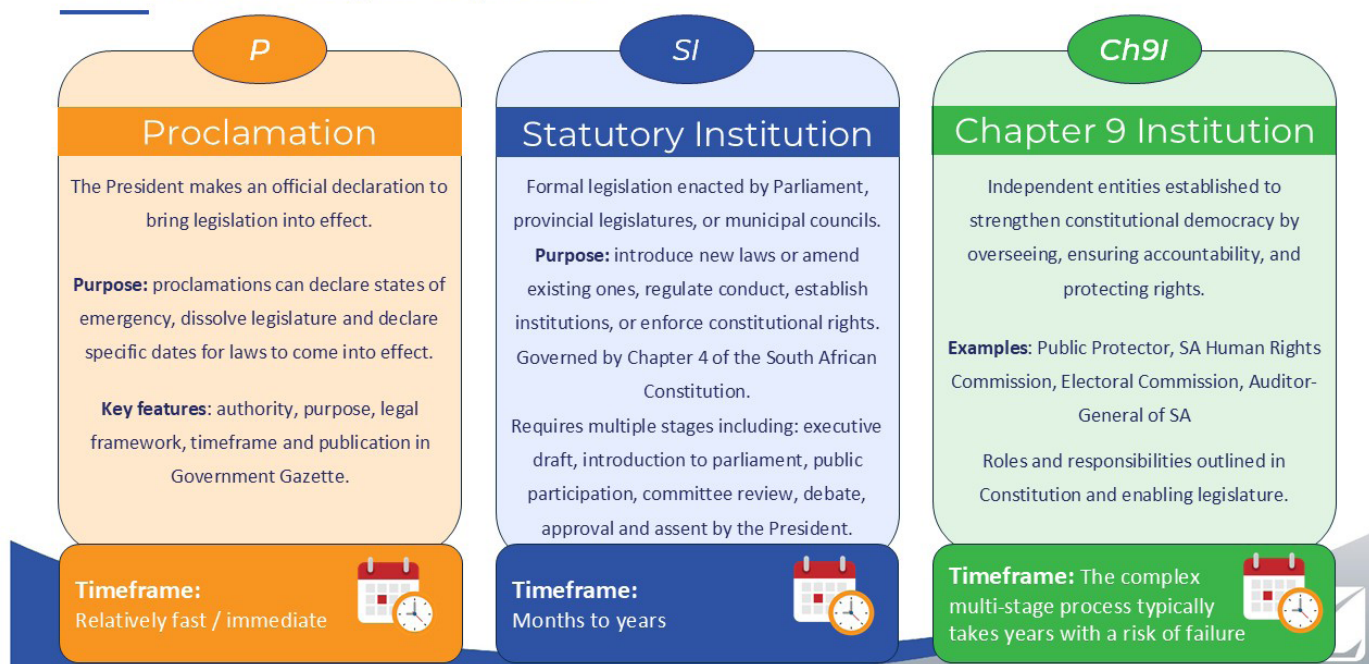 P
Proclamation
The President makes an official declaration to
bring legislation into effect.
Purpose: proclamations can declare states of
emergency, dissolve legislature and declare
specific dates for laws to come into effect.
Key features: authority, purpose, legal
framework, timeframe and publication in
Government Gazette.
Timeframe:
Relatively fast / immediate
SI
Statutory Institution
Formal legislation enacted by Parliament,
provincial legislatures, or municipal councils.
Purpose: introduce new laws or amend
existing ones, regulate conduct, establish
institutions, or enforce constitutional rights.
Governed by Chapter 4 of the South African
Constitution.
Requires multiple stages including: executive
draft, introduction to parliament, public
participation, committee review, debate,
approval and assent by the President.
Timeframe:
Months to years
Ch9I
Chapter 9 Institution
Independent entities established to
strengthen constitutional democracy by
overseeing, ensuring accountability, and
protecting rights.
Examples: Public Protector, SA Human Rights
Commission, Electoral Commission, Auditor-
General of SA
Roles and responsibilities outlined in
Constitution and enabling legislature.
Timeframe: The complex
multi-stage process typically
takes years with a risk of failure